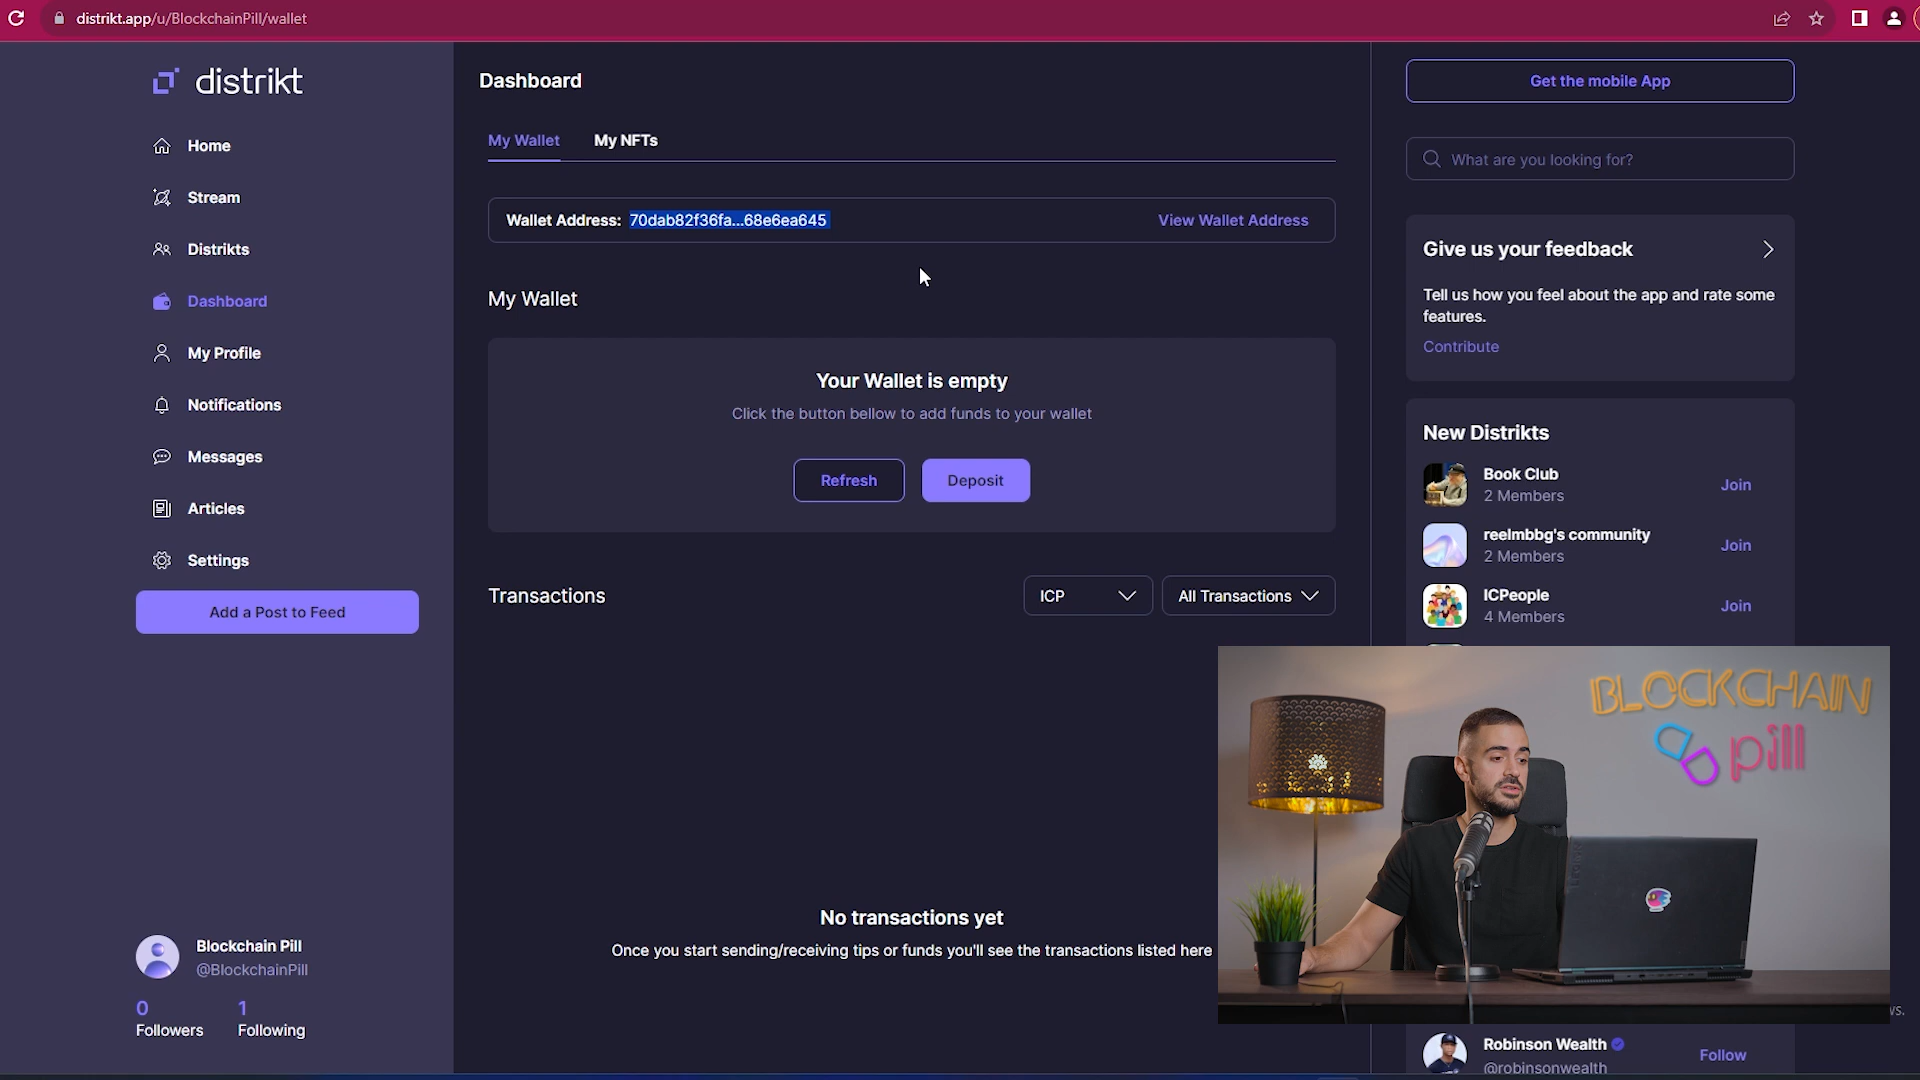 distrikt.app/u/BlockchainPill/wallet
distrikt
Home
Stream
Distrikts
Dashboard
My Profile
Notifications
Messages
Articles
Settings
Add a Post to Feed
Blockchain Pill
@BlockchainPill
0
Followers
1
Following
Dashboard
My Wallet
My NFTs
Wallet Address: 70dab82f36fa...68e6ea645
View Wallet Address
My Wallet
Your Wallet is empty
Click the button bellow to add funds to your wallet
Refresh
Deposit
Transactions
ICP
All Transactions
No transactions yet
Once you start sending/receiving tips or funds you'll see the transactions listed here
Get the mobile App
What are you looking for?
Give us your feedback
Tell us how you feel about the app and rate some
features.
Contribute
New Distrikts
Book Club
2 Members
Join
reelmbbg's community
2 Members
Join
ICPeople
4 Members
Join
BLOCKCHAIN
pill
ws.
Robinson Wealth
@robinsonwealth
Follow